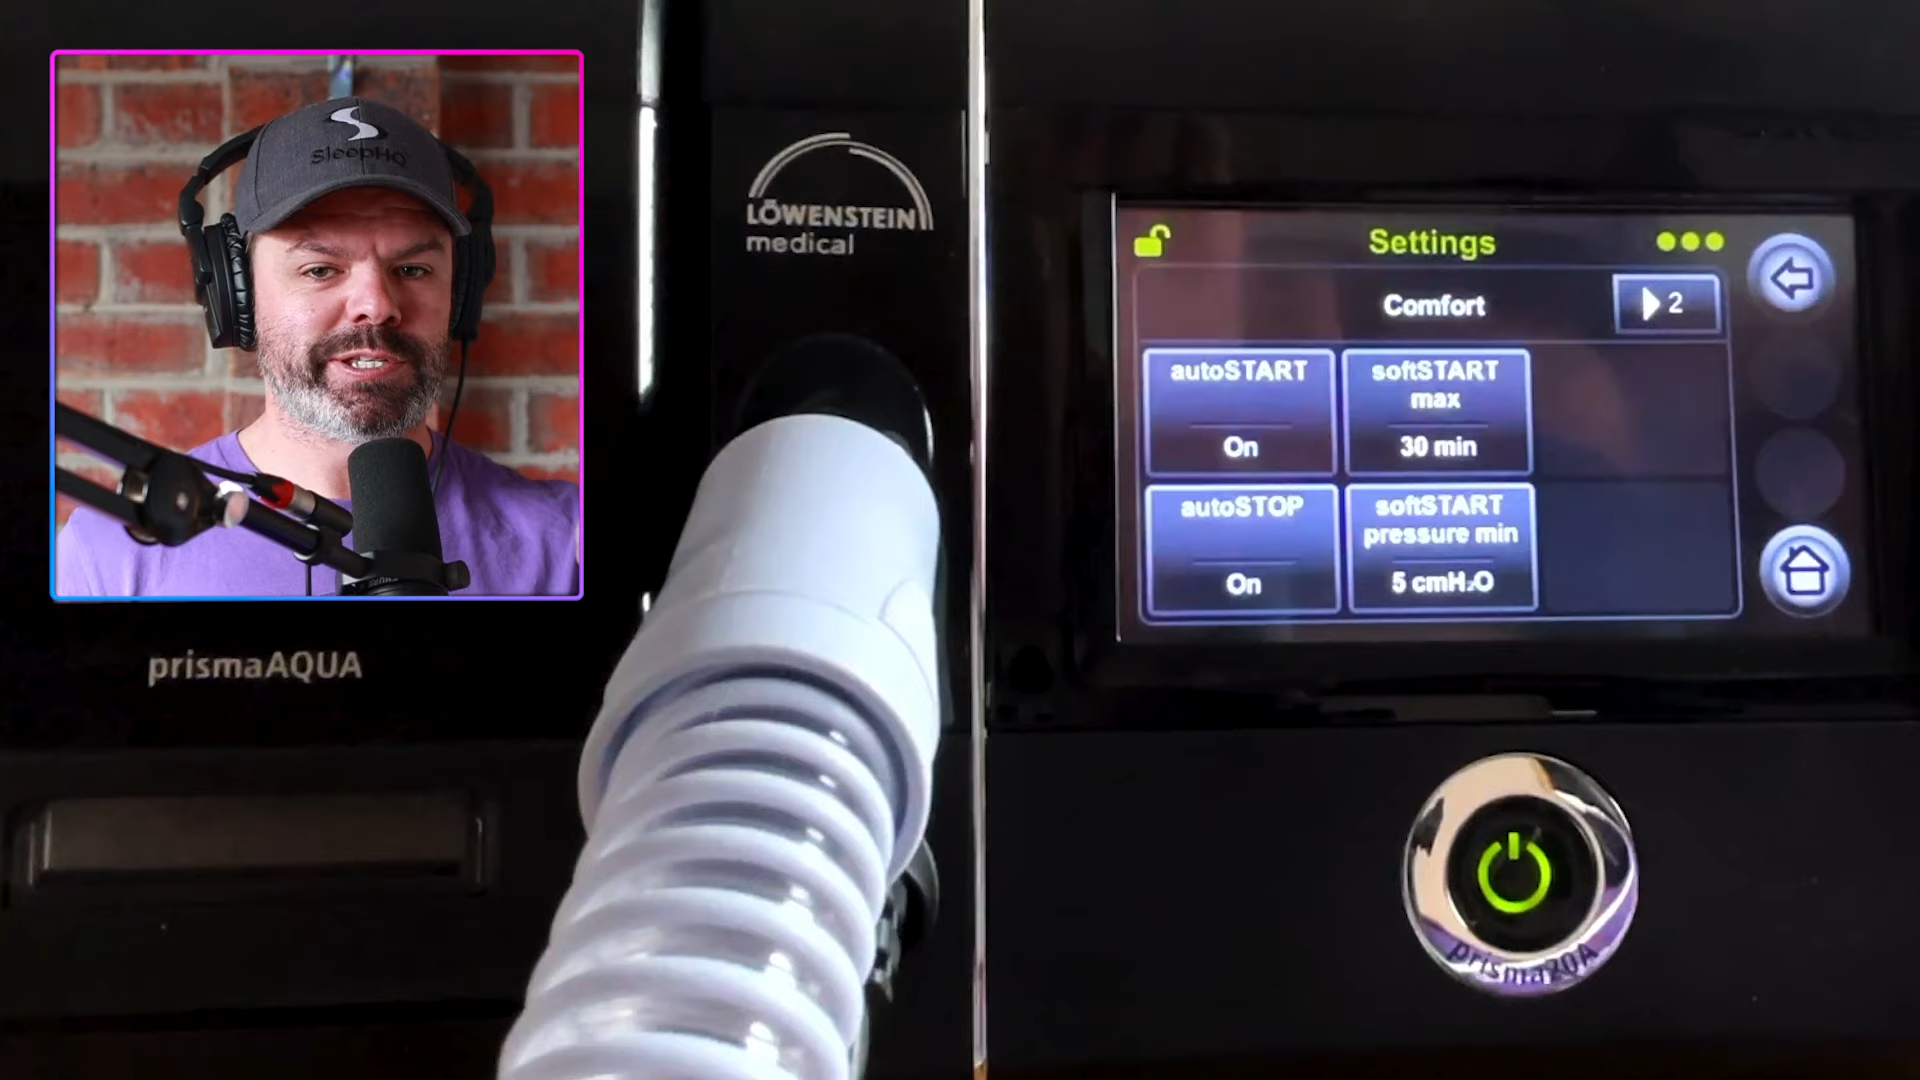 SleepHQ
LÖWENSTEIN
medical
prismaAQUA
Settings
Comfort
2
autoSTART
On
softSTART
max
30 min
autoSTOP
On
softSTART
pressure min
5 cmH₂O
prisma20A